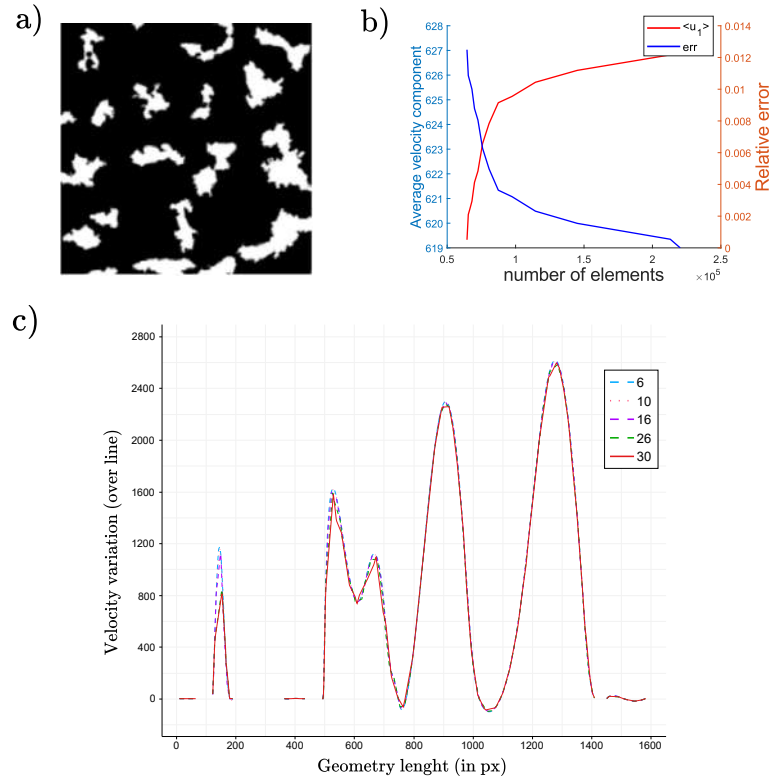 a)
b)
628
627
626
625
624
623
622
621
620
619
Average velocity component
<u1>
err
0.014
0.012
0.01
0.008
0.006
0.004
0.002
0
Relative error
0.5 1 1.5 2 2.5
number of elements
×10^5
c)
2800
2400
2000
1600
1200
800
400
0
Velocity variation (over line)
6
10
16
26
30
0 200 400 600 800 1000 1200 1400 1600
Geometry lenght (in px)